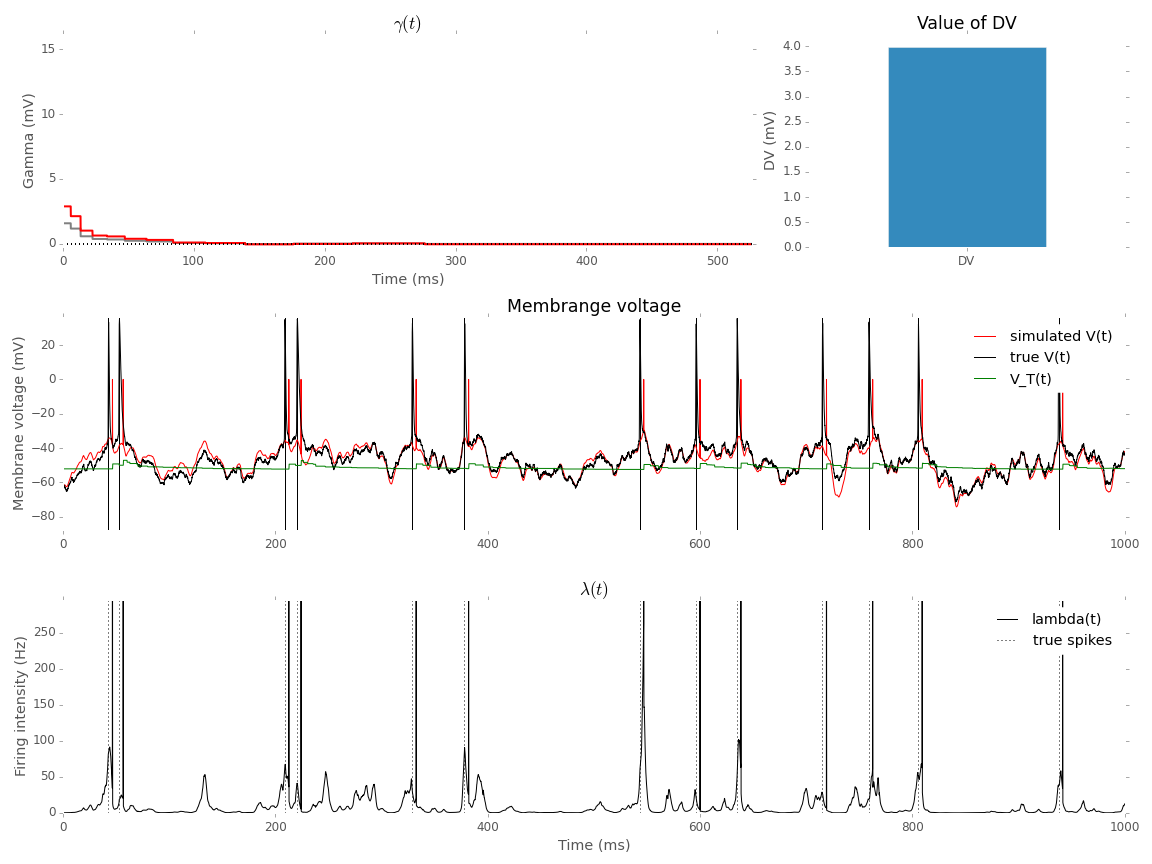 γ(t)
Value of DV
Gamma (mV)
15
10
5
0
0 100 200 300 400 500
Time (ms)
DV (mV)
4.0
3.5
3.0
2.5
2.0
1.5
1.0
0.5
0.0
DV
Membrange voltage
Membrane voltage (mV)
20
0
−20
−40
−60
−80
simulated V(t)
true V(t)
V_T(t)
0 200 400 600 800 1000
λ(t)
Firing intensity (Hz)
250
200
150
100
50
0
lambda(t)
true spikes
0 200 400 600 800 1000
Time (ms)